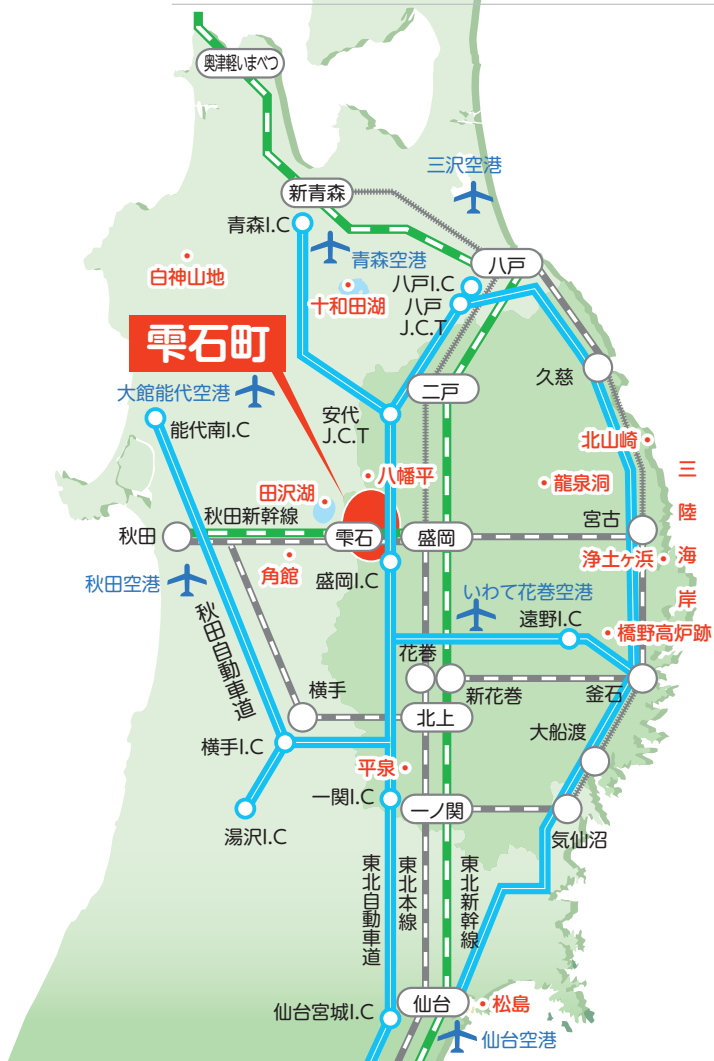 奥津軽いまべつ
三沢空港
新青森
青森I.C
青森空港
八戸
白神山地
十和田湖
八戸I.C
八戸
J.C.T
雫石町
二戸
久慈
大館能代空港
能代南I.C
安代
J.C.T
北山崎
八幡平
三陸海岸
龍泉洞
田沢湖
秋田新幹線
宮古
秋田
雫石
盛岡
浄土ヶ浜
角館
盛岡I.C
秋田空港
いわて花巻空港
遠野I.C
秋田自動車道
橋野高炉跡
花巻
横手
新花巻
釜石
北上
大船渡
横手I.C
平泉
一関I.C
一ノ関
湯沢I.C
気仙沼
東北自動車道
東北本線
東北新幹線
仙台宮城I.C
仙台
松島
仙台空港